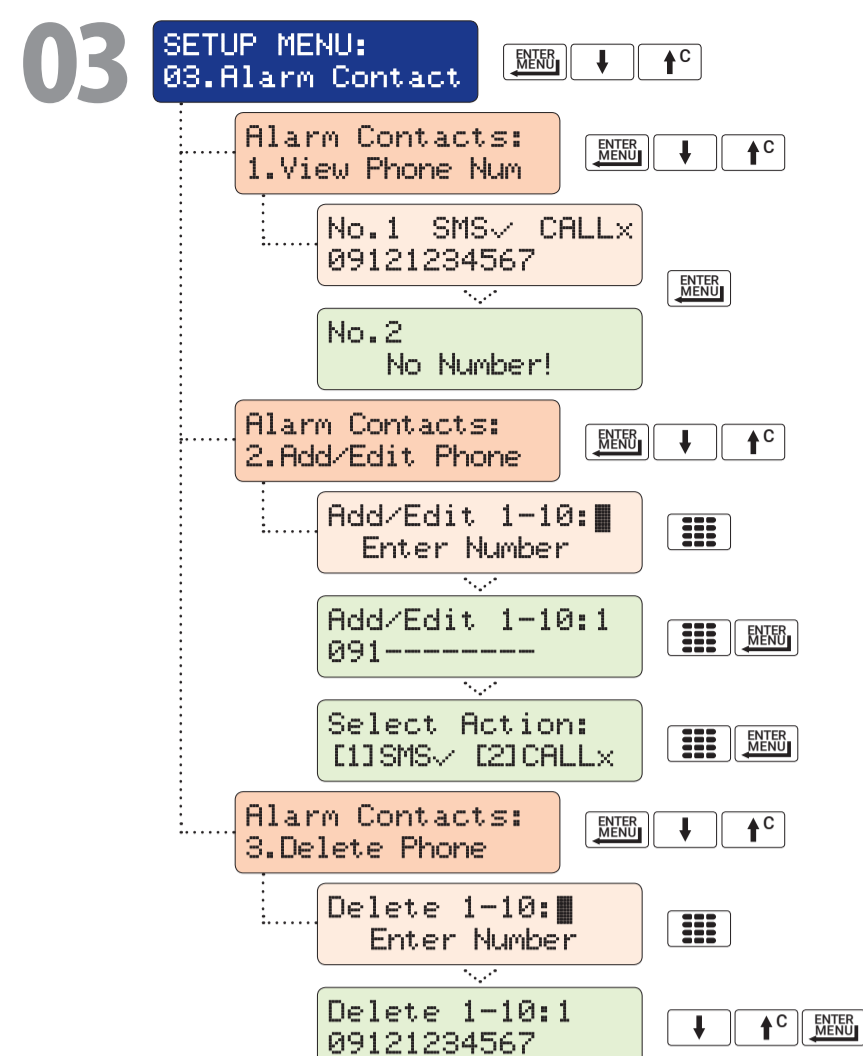 03
SETUP MENU:
03.Alarm Contact
ENTER
MENU
C
Alarm Contacts:
1.View Phone Num
ENTER
MENU
C
No.1 SMS✓ CALL×
09121234567
ENTER
MENU
No.2
No Number!
Alarm Contacts:
2.Add/Edit Phone
ENTER
MENU
C
Add/Edit 1-10:
Enter Number
Add/Edit 1-10:1
091--------
ENTER
MENU
Select Action:
[1]SMS✓ [2]CALL×
ENTER
MENU
Alarm Contacts:
3.Delete Phone
ENTER
MENU
C
Delete 1-10:
Enter Number
Delete 1-10:1
09121234567
C
ENTER
MENU